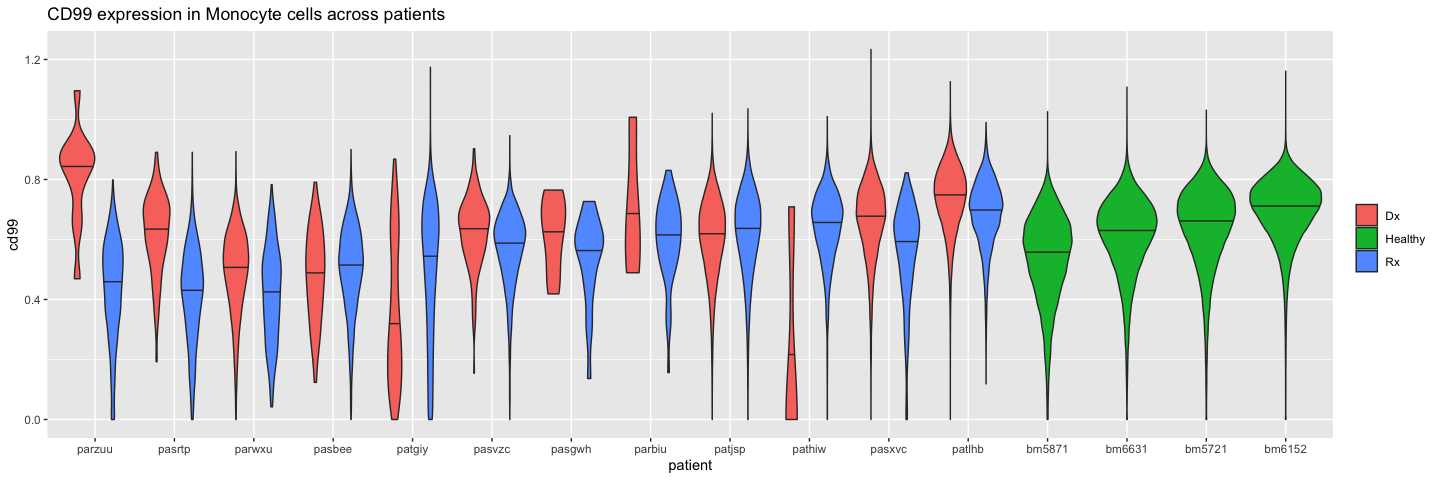 CD99 expression in Monocyte cells across patients
cd99
1.2
0.8
0.4
0.0
parzuu pasrtp parwxu pasbee patgiy pasvzc pasgwh parbiu patjsp pathiw pasxvc patlhb bm5871 bm6631 bm5721 bm6152
patient
Dx
Healthy
Rx